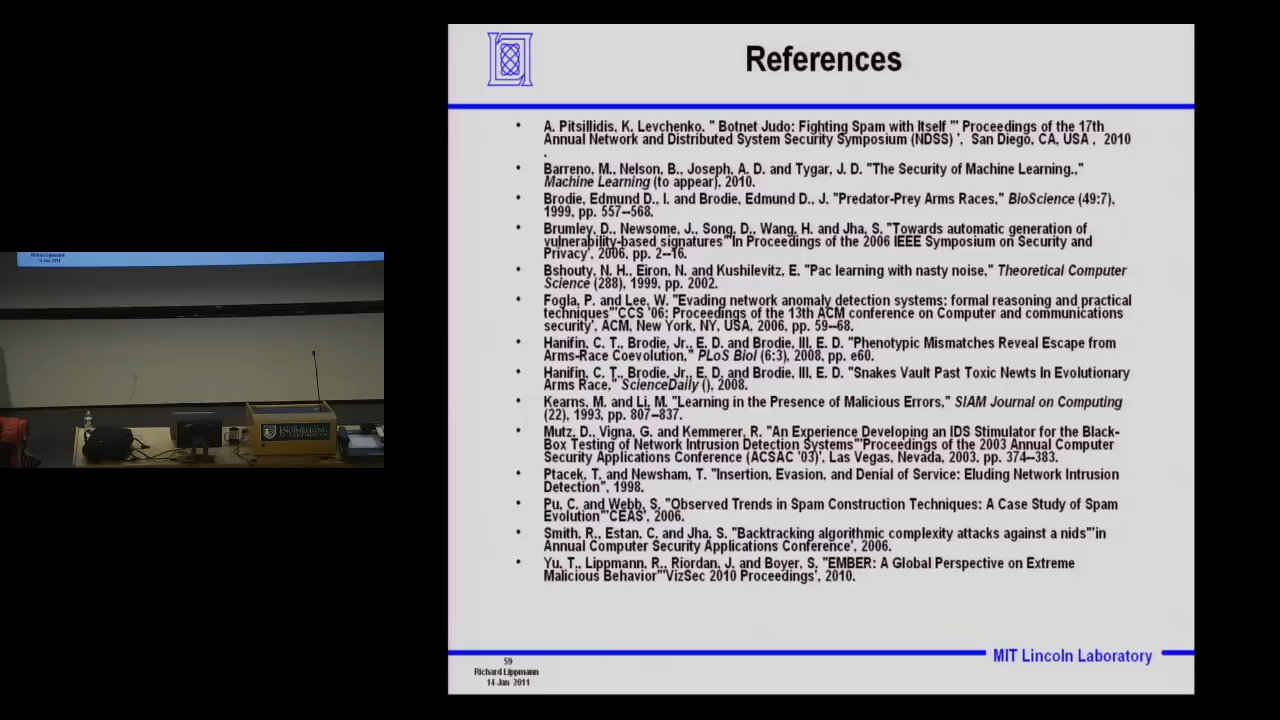 References
• A. Pitsillidis, K. Levchenko, " Botnet Judo: Fighting Spam with Itself '" Proceedings of the 17th
Annual Network and Distributed System Security Symposium (NDSS) ', San Diego, CA, USA , 2010
.
• Barreno, M., Nelson, B., Joseph, A. D. and Tygar, J. D. "The Security of Machine Learning.,"
Machine Learning (to appear), 2010.
• Brodie, Edmund D., I. and Brodie, Edmund D., J. "Predator-Prey Arms Races," BioScience (49:7),
1999, pp. 557--568.
• Brumley, D., Newsome, J., Song, D., Wang, H. and Jha, S. "Towards automatic generation of
vulnerability-based signatures"'In Proceedings of the 2006 IEEE Symposium on Security and
Privacy', 2006, pp. 2--16.
• Bshouty, N. H., Eiron, N. and Kushilevitz, E. "Pac learning with nasty noise," Theoretical Computer
Science (288), 1999, pp. 2002.
• Fogla, P. and Lee, W. "Evading network anomaly detection systems: formal reasoning and practical
techniques"'CCS '06: Proceedings of the 13th ACM conference on Computer and communications
security', ACM, New York, NY, USA, 2006, pp. 59--68.
• Hanifin, C. T., Brodie, Jr., E. D. and Brodie, III, E. D. "Phenotypic Mismatches Reveal Escape from
Arms-Race Coevolution," PLoS Biol (6:3), 2008, pp. e60.
• Hanifin, C. T., Brodie, Jr., E. D. and Brodie, III, E. D. "Snakes Vault Past Toxic Newts In Evolutionary
Arms Race," ScienceDaily (), 2008.
• Kearns, M. and Li, M. "Learning in the Presence of Malicious Errors," SIAM Journal on Computing
(22), 1993, pp. 807--837.
• Mutz, D., Vigna, G. and Kemmerer, R. "An Experience Developing an IDS Stimulator for the Black-
Box Testing of Network Intrusion Detection Systems"'Proceedings of the 2003 Annual Computer
Security Applications Conference (ACSAC '03)', Las Vegas, Nevada, 2003, pp. 374--383.
• Ptacek, T. and Newsham, T. "Insertion, Evasion, and Denial of Service: Eluding Network Intrusion
Detection", 1998.
• Pu, C. and Webb, S. "Observed Trends in Spam Construction Techniques: A Case Study of Spam
Evolution"'CEAS', 2006.
• Smith, R., Estan, C. and Jha, S. "Backtracking algorithmic complexity attacks against a nids"'in
Annual Computer Security Applications Conference', 2006.
• Yu, T., Lippmann, R., Riordan, J. and Boyer, S. "EMBER: A Global Perspective on Extreme
Malicious Behavior"'VizSec 2010 Proceedings', 2010.
MIT Lincoln Laboratory
59
Richard Lippmann
14 Jan 2011
Richard Lippmann
14 Jan 2011
ENGINEERING
AT DARTMOUTH